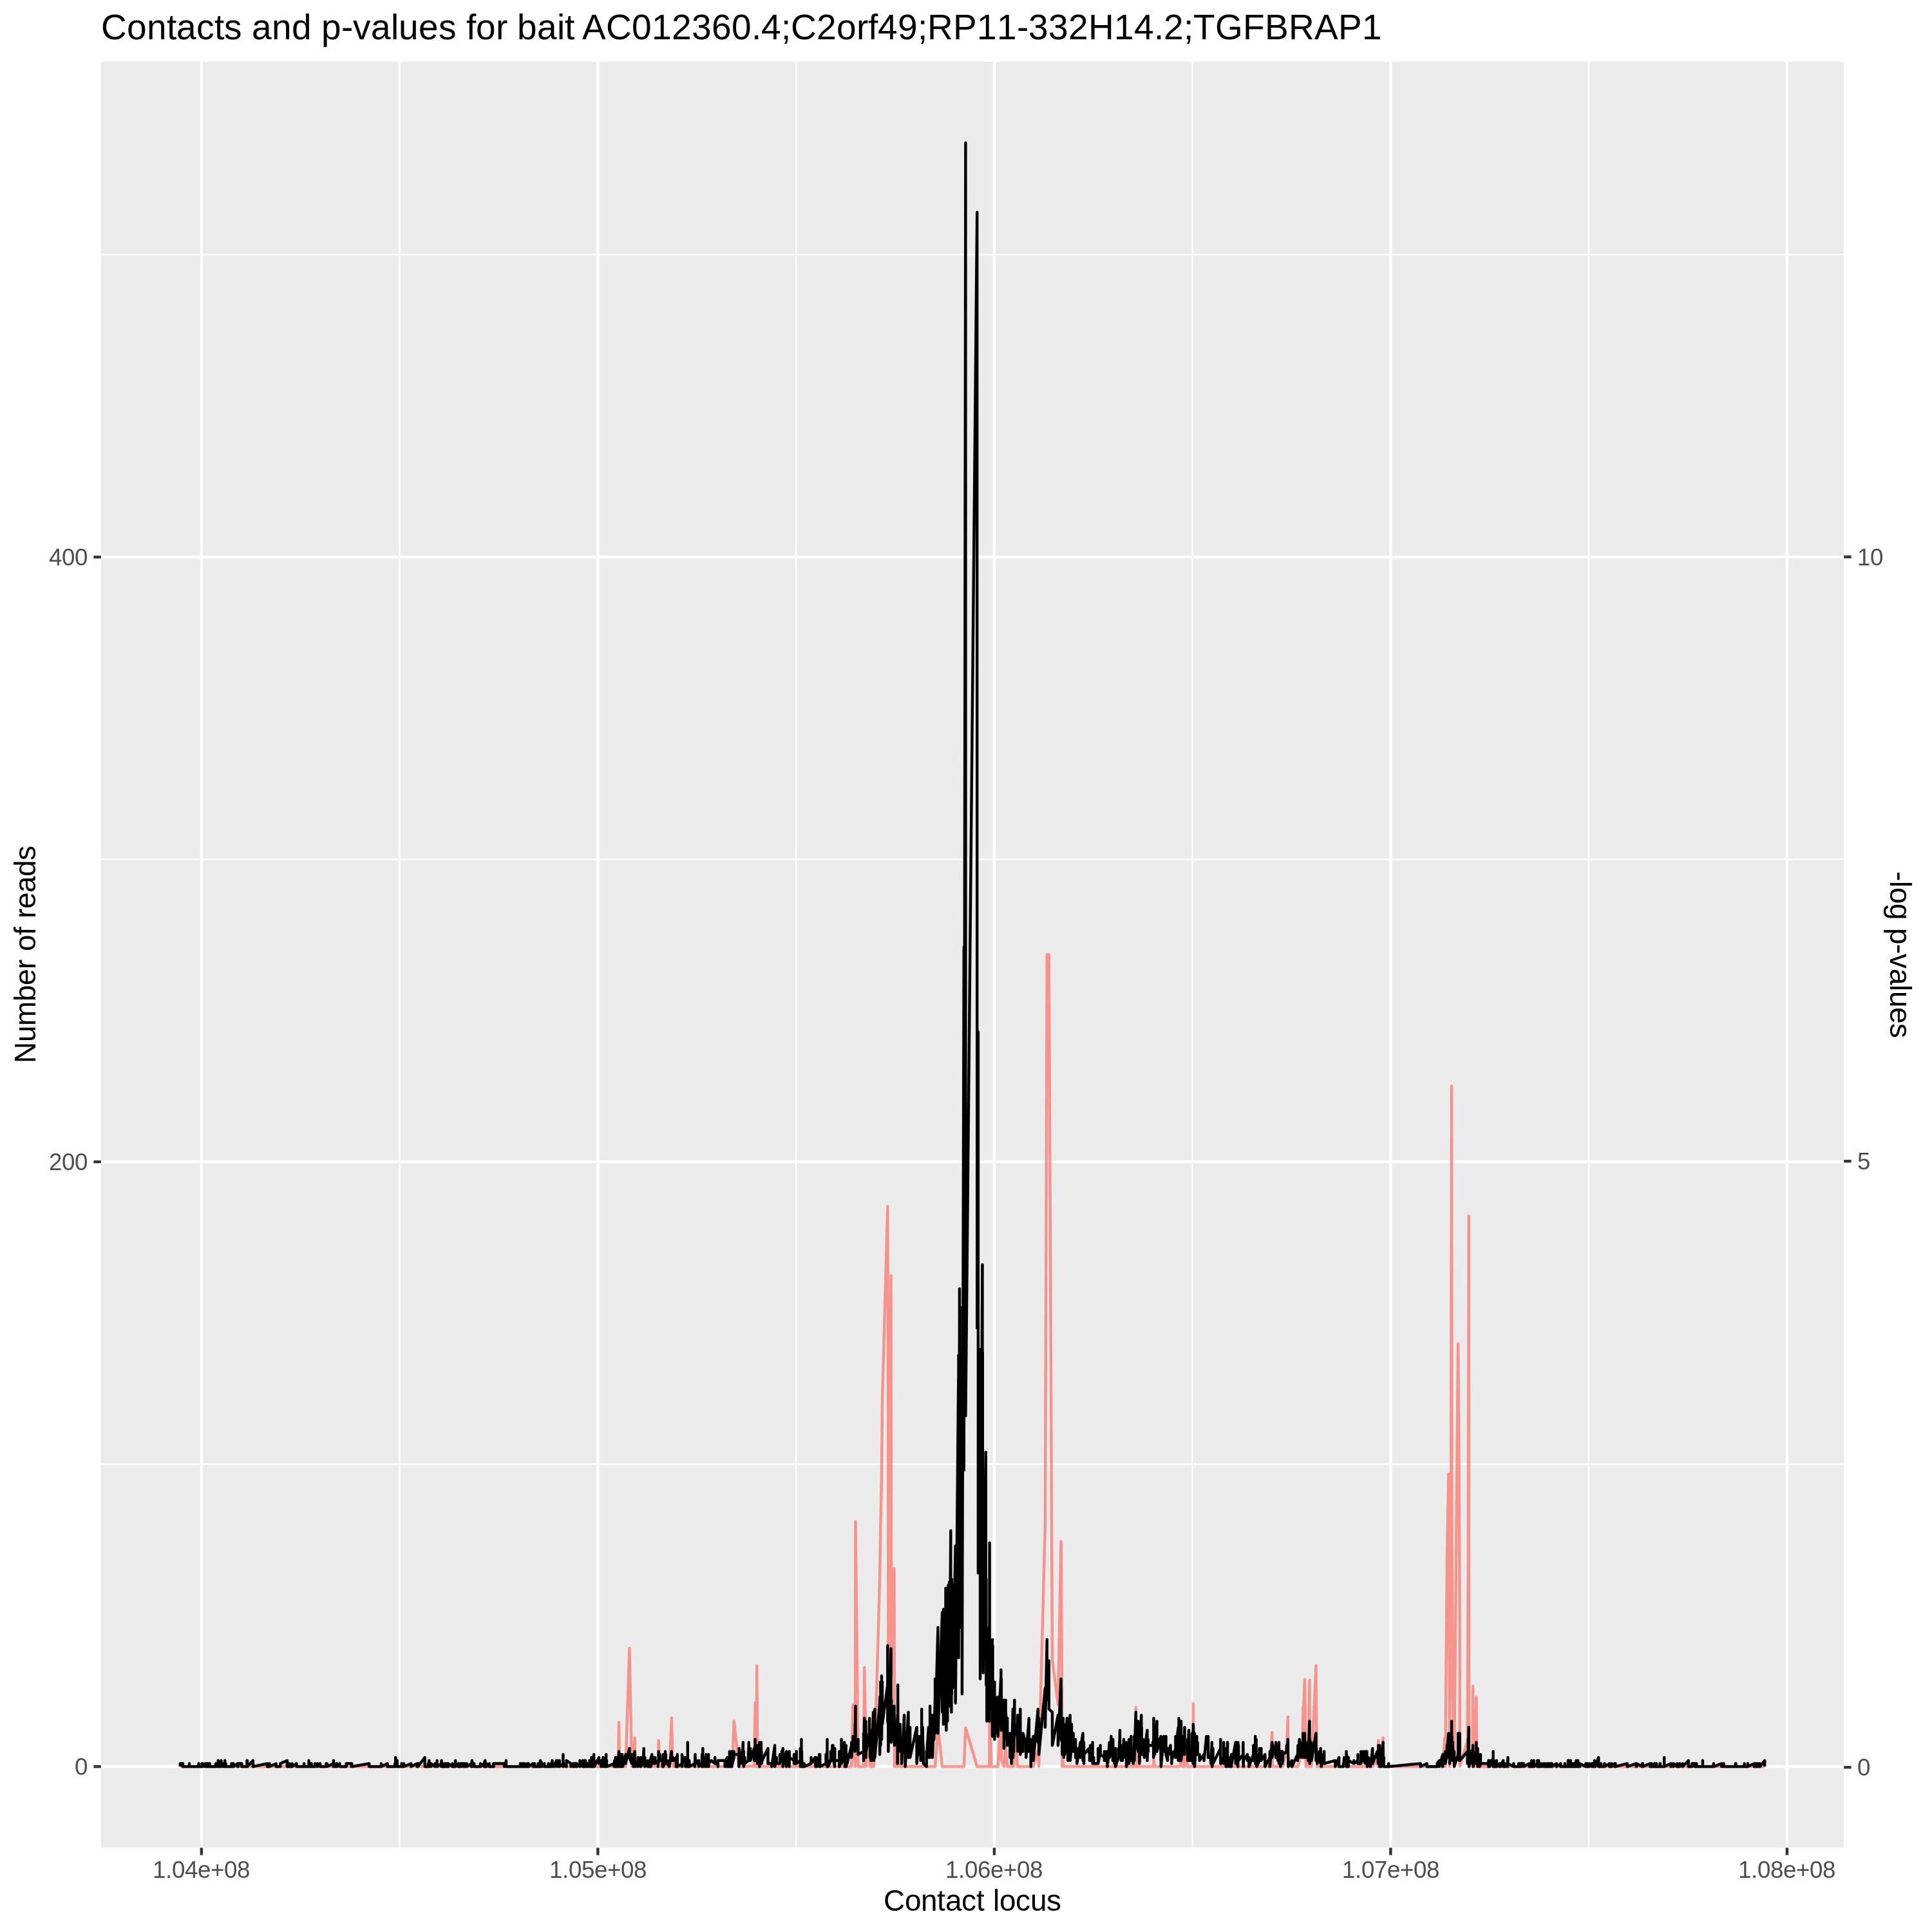 Contacts and p-values for bait AC012360.4;C2orf49;RP11-332H14.2;TGFBRAP1
Number of reads
400
200
0
10
5
0
-log p-values
1.04e+08
1.05e+08
1.06e+08
1.07e+08
1.08e+08
Contact locus